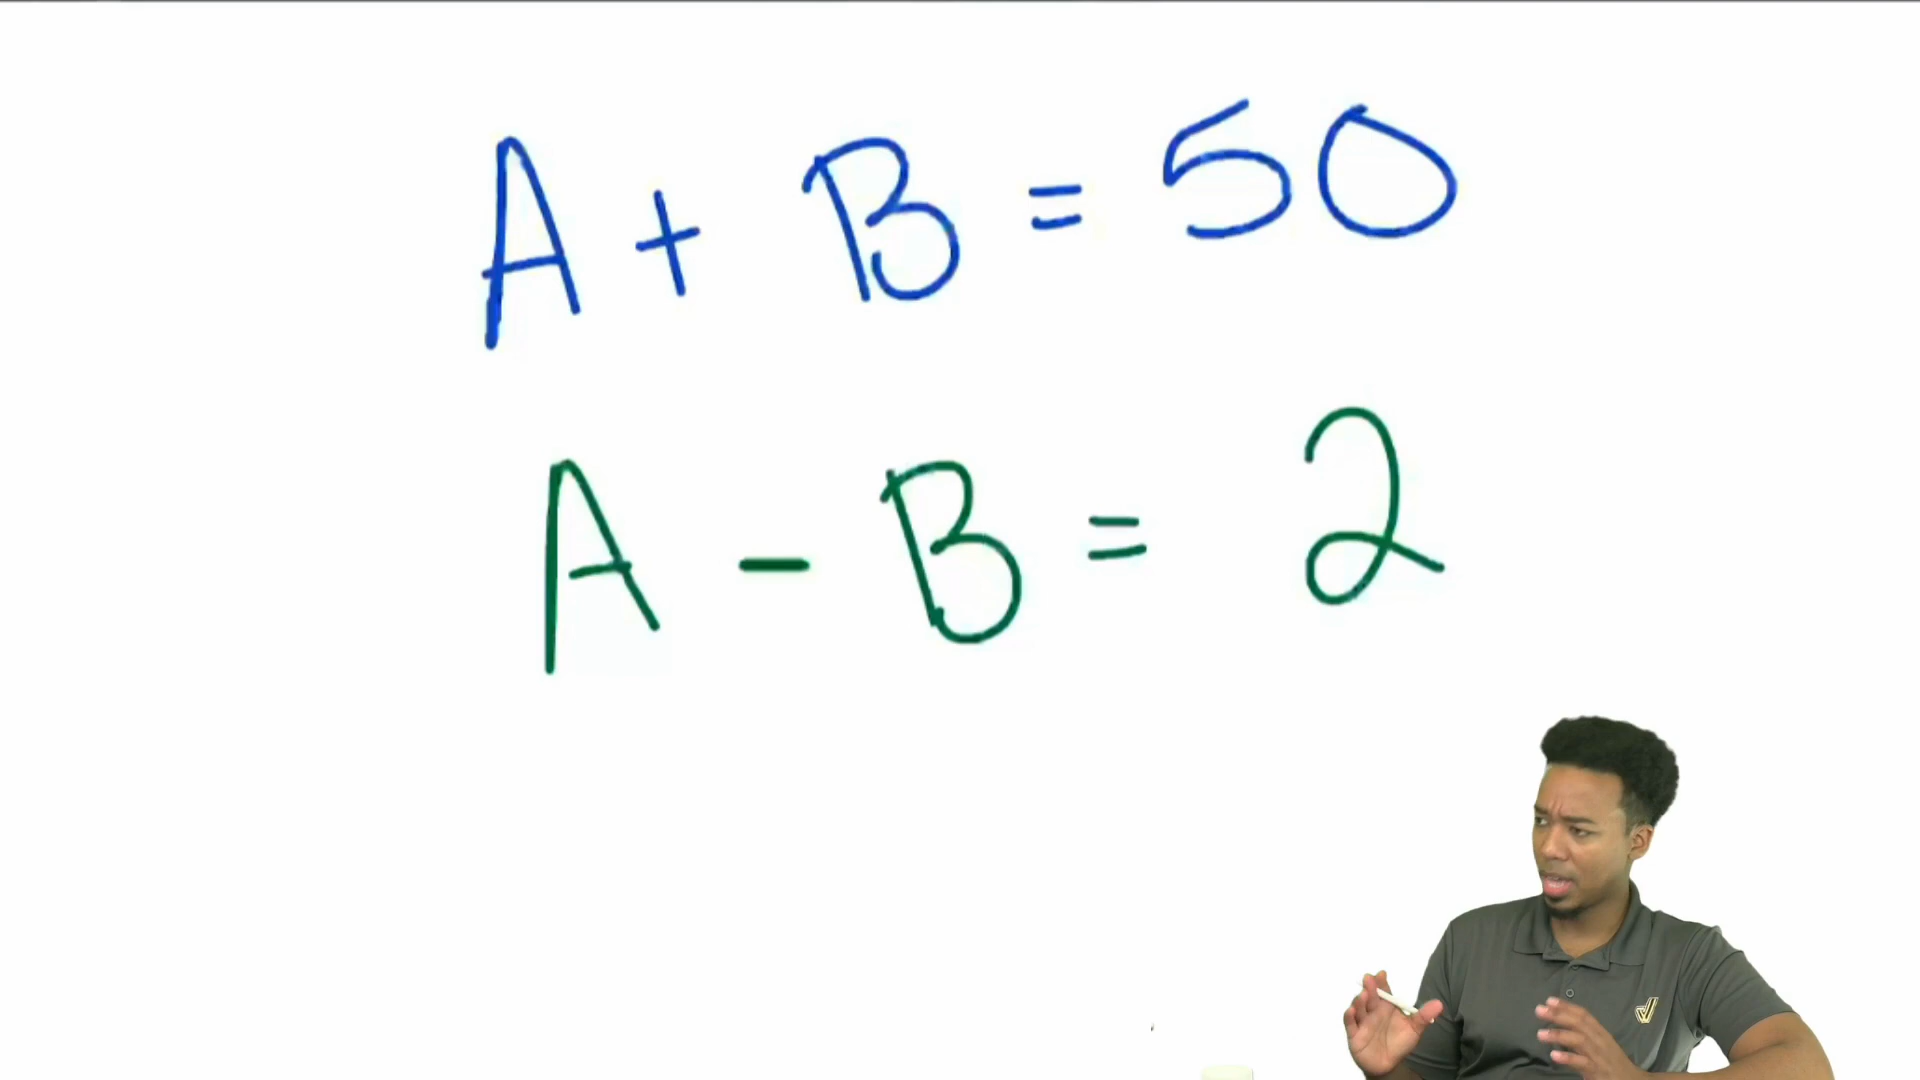 A + B = 50
A - B = 2